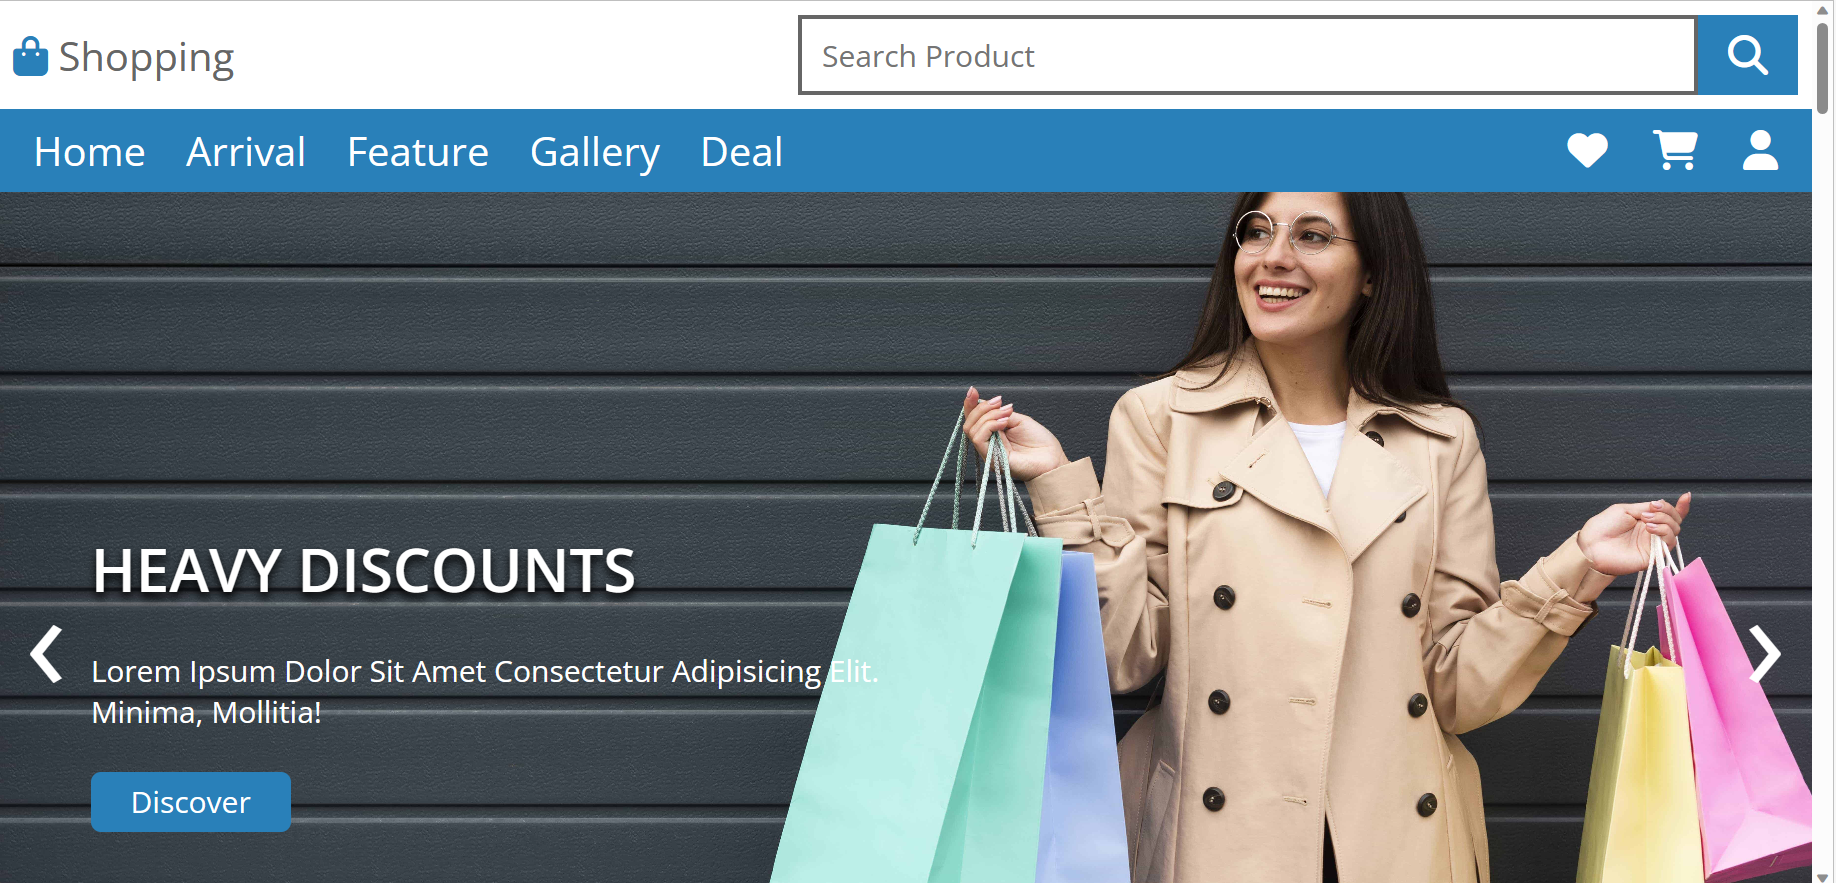 Shopping
Search Product
Home Arrival Feature Gallery Deal
HEAVY DISCOUNTS
Lorem Ipsum Dolor Sit Amet Consectetur Adipisicing Elit.
Minima, Mollitia!
Discover